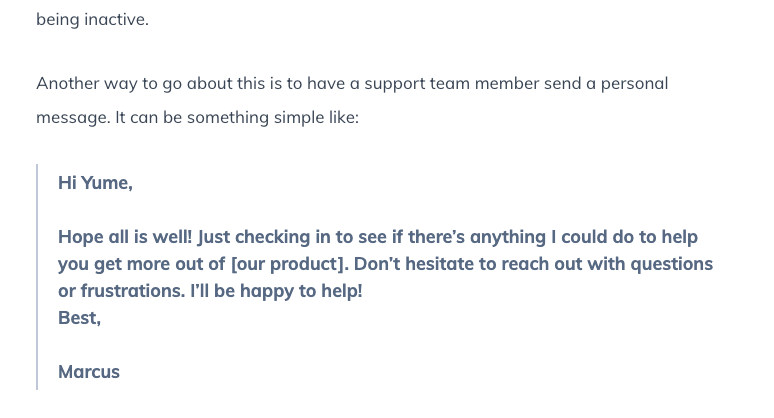 being inactive.
Another way to go about this is to have a support team member send a personal
message. It can be something simple like:
Hi Yume,
Hope all is well! Just checking in to see if there's anything I could do to help
you get more out of [our product]. Don't hesitate to reach out with questions
or frustrations. I'll be happy to help!
Best,
Marcus